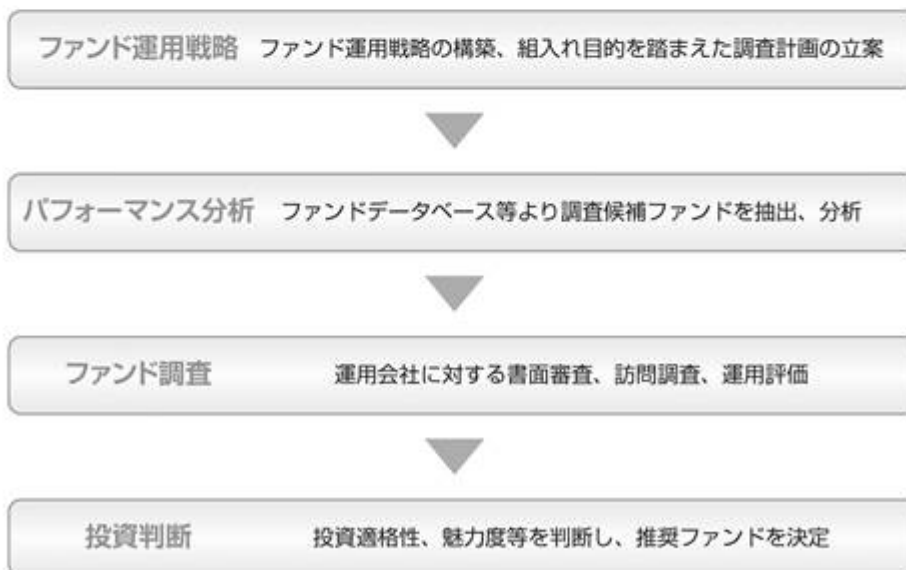 ファンド運用戦略 ファンド運用戦略の構築、組入れ目的を踏まえた調査計画の立案
パフォーマンス分析 ファンドデータベース等より調査候補ファンドを抽出、分析
ファンド調査 運用会社に対する書面審査、訪問調査、運用評価
投資判断 投資適格性、魅力度等を判断し、推奨ファンドを決定